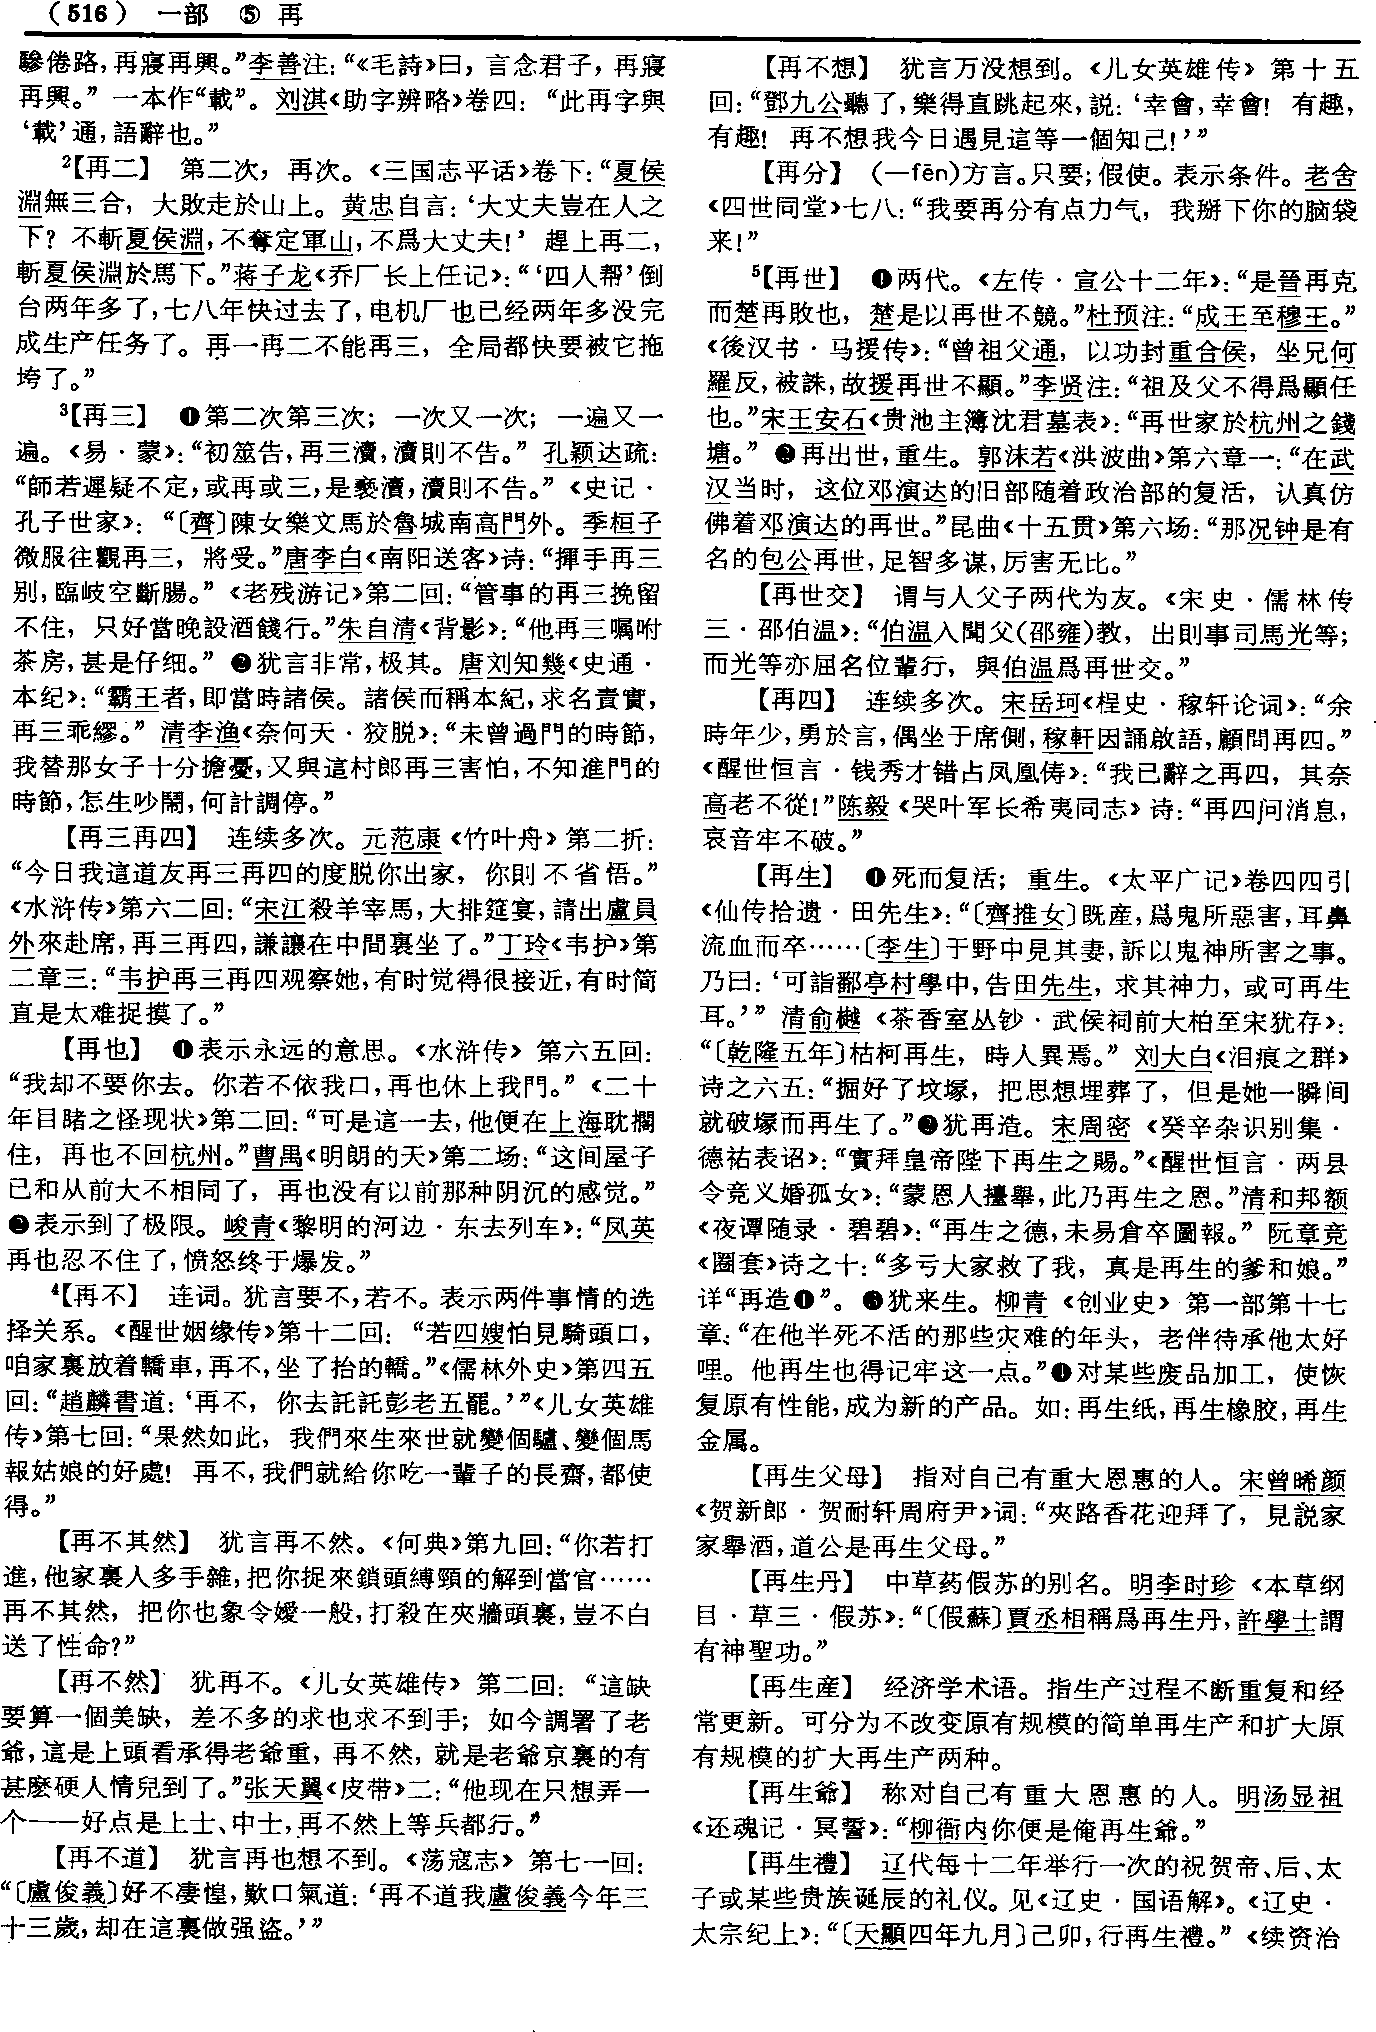 （516） 一部 ⑤ 再
驂倦路，再寢再興。”李善注：“《毛詩》曰，言念君子，再寢
再興。”一本作“載”。刘淇《助字辨略》卷四：“此再字與
‘載’通，語辭也。”
²【再二】 第二次，再次。《三国志平话》卷下：“夏侯
淵無三合，大敗走於山上。黄忠自言：‘大丈夫豈在人之
下？不斬夏侯淵，不奪定軍山，不爲大丈夫！’趕上再二，
斬夏侯淵於馬下。”蒋子龙《乔厂长上任记》：“‘四人帮’倒
台两年多了，七八年快过去了，电机厂也已经两年多没完
成生产任务了。再一再二不能再三，全局都快要被它拖
垮了。”
³【再三】 ❶第二次第三次；一次又一次；一遍又一
遍。《易·蒙》：“初筮告，再三瀆，瀆則不告。”孔颖达疏：
“師若遲疑不定，或再或三，是褻瀆，瀆則不告。”《史记·
孔子世家》：“〔齊〕陳女樂文馬於魯城南高門外。季桓子
微服往觀再三，將受。”唐李白《南阳送客》诗：“揮手再三
别，臨岐空斷腸。”《老残游记》第二回：“管事的再三挽留
不住，只好當晚設酒餞行。”朱自清《背影》：“他再三嘱咐
茶房，甚是仔细。”❷犹言非常，极其。唐刘知幾《史通·
本纪》：“霸王者，即當時諸侯。諸侯而稱本紀，求名責實，
再三乖繆。”清李渔《奈何天·狡脱》：“未曾過門的時節，
我替那女子十分擔憂，又與這村郎再三害怕，不知進門的
時節，怎生吵鬧，何計調停。”
【再三再四】 连续多次。元范康《竹叶舟》第二折：
“今日我這道友再三再四的度脱你出家，你則不省悟。”
《水浒传》第六二回：“宋江殺羊宰馬，大排筵宴，請出盧員
外來赴席，再三再四，謙讓在中間裏坐了。”丁玲《韦护》第
二章三：“韦护再三再四观察她，有时觉得很接近，有时简
直是太难捉摸了。”
【再也】 ❶表示永远的意思。《水浒传》第六五回：
“我却不要你去。你若不依我口，再也休上我門。”《二十
年目睹之怪现状》第二回：“可是這一去，他便在上海耽擱
住，再也不回杭州。”曹禺《明朗的天》第二场：“这间屋子
已和从前大不相同了，再也没有以前那种阴沉的感觉。”
❷表示到了极限。峻青《黎明的河边·东去列车》：“凤英
再也忍不住了，愤怒终于爆发。”
⁴【再不】 连词。犹言要不，若不。表示两件事情的选
择关系。《醒世姻缘传》第十二回：“若四嫂怕見騎頭口，
咱家裏放着轎車，再不，坐了抬的轎。”《儒林外史》第四五
回：“趙麟書道：‘再不，你去託託彭老五罷。’”《儿女英雄
传》第七回：“果然如此，我們來生來世就變個驢、變個馬
報姑娘的好處！再不，我們就給你吃一輩子的長齋，都使
得。”
【再不其然】 犹言再不然。《何典》第九回：“你若打
進，他家裏人多手雜，把你捉來鎖頭縛頸的解到當官……
再不其然，把你也象令嫒一般，打殺在夾牆頭裏，豈不白
送了性命？”
【再不然】 犹再不。《儿女英雄传》第二回：“這缺
要算一個美缺，差不多的求也求不到手；如今調署了老
爺，這是上頭看承得老爺重，再不然，就是老爺京裏的有
甚麽硬人情兒到了。”张天翼《皮带》二：“他现在只想弄一
个——好点是上士、中士，再不然上等兵都行。”
【再不道】 犹言再也想不到。《荡寇志》第七一回：
“〔盧俊義〕好不凄惶，歎口氣道：‘再不道我盧俊義今年三
十三歲，却在這裏做强盗。’”
【再不想】 犹言万没想到。《儿女英雄传》第十五
回：“鄧九公聽了，樂得直跳起來，説：‘幸會，幸會！有趣，
有趣！再不想我今日遇見這等一個知己！’”
【再分】 （—fēn）方言。只要；假使。表示条件。老舍
《四世同堂》七八：“我要再分有点力气，我掰下你的脑袋
来！”
⁵【再世】 ❶两代。《左传·宣公十二年》：“是晉再克
而楚再敗也，楚是以再世不競。”杜预注：“成王至穆王。”
《後汉书·马援传》：“曾祖父通，以功封重合侯，坐兄何
羅反，被誅，故援再世不顯。”李贤注：“祖及父不得爲顯任
也。”宋王安石《贵池主簿沈君墓表》：“再世家於杭州之錢
塘。”❷再出世，重生。郭沫若《洪波曲》第六章一：“在武
汉当时，这位邓演达的旧部随着政治部的复活，认真仿
佛着邓演达的再世。”昆曲《十五贯》第六场：“那况钟是有
名的包公再世，足智多谋，厉害无比。”
【再世交】 谓与人父子两代为友。《宋史·儒林传
三·邵伯温》：“伯温入聞父（邵雍）教，出則事司馬光等；
而光等亦屈名位輩行，與伯温爲再世交。”
【再四】 连续多次。宋岳珂《桯史·稼轩论词》：“余
時年少，勇於言，偶坐于席側，稼軒因誦啟語，顧問再四。”
《醒世恒言·钱秀才错占凤凰俦》：“我已辭之再四，其奈
高老不從！”陈毅《哭叶军长希夷同志》诗：“再四问消息，
哀音牢不破。”
【再生】 ❶死而复活；重生。《太平广记》卷四四引
《仙传拾遗·田先生》：“〔齊推女〕既産，爲鬼所惡害，耳鼻
流血而卒……〔李生〕于野中見其妻，訴以鬼神所害之事。
乃曰：‘可詣鄱亭村學中，告田先生，求其神力，或可再生
耳。’”清俞樾《茶香室丛钞·武侯祠前大柏至宋犹存》：
“〔乾隆五年〕枯柯再生，時人異焉。”刘大白《泪痕之群》
诗之六五：“掘好了坟塚，把思想埋葬了，但是她一瞬间
就破塚而再生了。”❷犹再造。宋周密《癸辛杂识别集·
德祐表诏》：“實拜皇帝陛下再生之賜。”《醒世恒言·两县
令竞义婚孤女》：“蒙恩人擡舉，此乃再生之恩。”清和邦额
《夜谭随录·碧碧》：“再生之德，未易倉卒圖報。”阮章竞
《圈套》诗之十：“多亏大家救了我，真是再生的爹和娘。”
详“再造❶”。❸犹来生。柳青《创业史》第一部第十七
章：“在他半死不活的那些灾难的年头，老伴待承他太好
哩。他再生也得记牢这一点。”❹对某些废品加工，使恢
复原有性能，成为新的产品。如：再生纸，再生橡胶，再生
金属。
【再生父母】 指对自己有重大恩惠的人。宋曾晞颜
《贺新郎·贺耐轩周府尹》词：“夾路香花迎拜了，見説家
家舉酒，道公是再生父母。”
【再生丹】 中草药假苏的别名。明李时珍《本草纲
目·草三·假苏》：“〔假蘇〕賈丞相稱爲再生丹，許學士謂
有神聖功。”
【再生産】 经济学术语。指生产过程不断重复和经
常更新。可分为不改变原有规模的简单再生产和扩大原
有规模的扩大再生产两种。
【再生爺】 称对自己有重大恩惠的人。明汤显祖
《还魂记·冥誓》：“柳衙内你便是俺再生爺。”
【再生禮】 辽代每十二年举行一次的祝贺帝、后、太
子或某些贵族诞辰的礼仪。见《辽史·国语解》。《辽史·
太宗纪上》：“〔天顯四年九月〕己卯，行再生禮。”《续资治